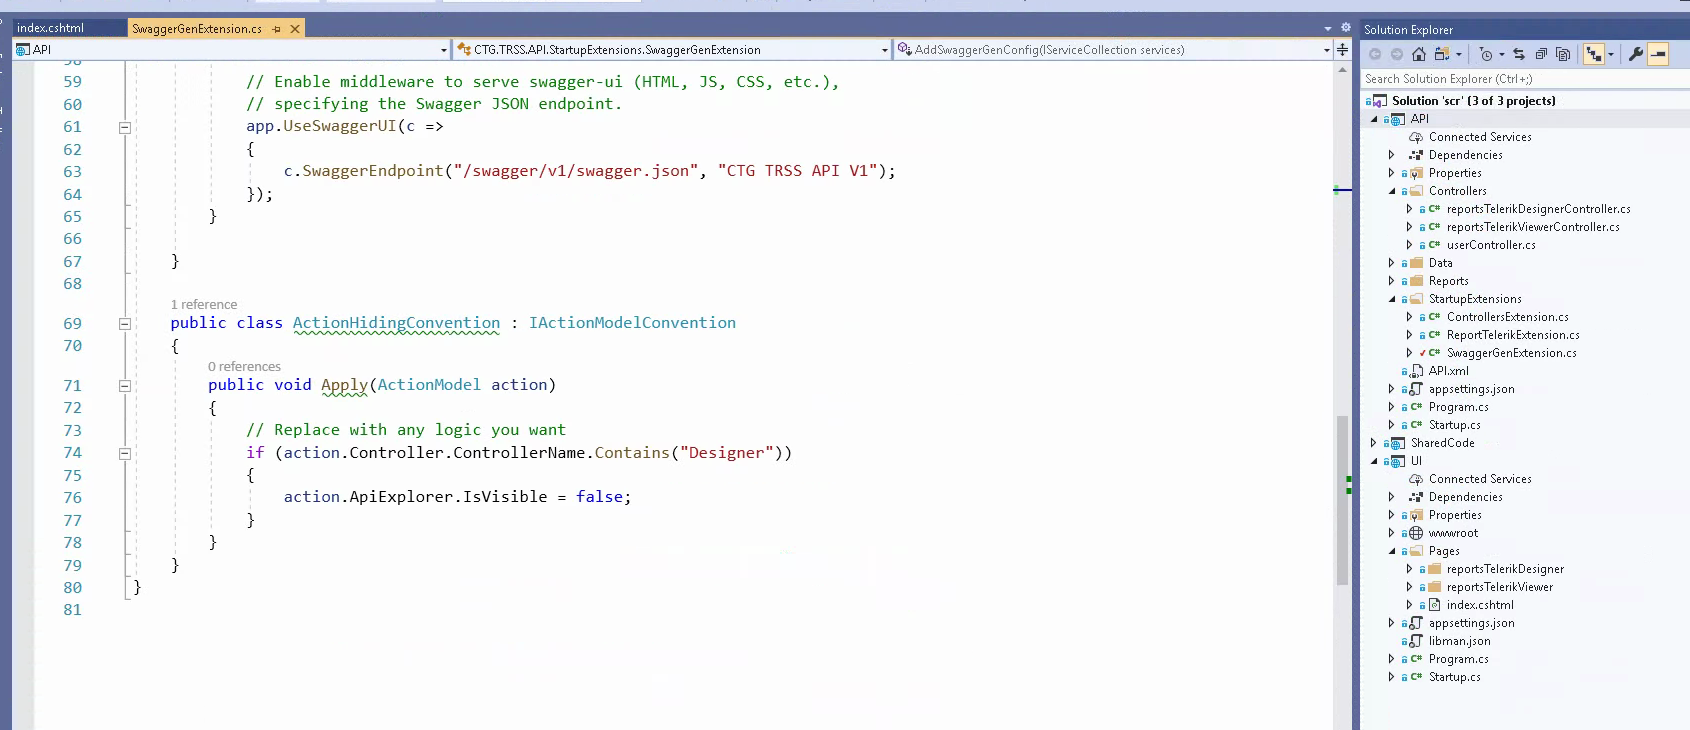 index.cshtml
SwaggerGenExtension.cs
API
CTG.TRSS.API.StartupExtensions.SwaggerGenExtension
AddSwaggerGenConfig(IServiceCollection services)
59 // Enable middleware to serve swagger-ui (HTML, JS, CSS, etc.),
60 // specifying the Swagger JSON endpoint.
61 app.UseSwaggerUI(c =>
62 {
63 c.SwaggerEndpoint("/swagger/v1/swagger.json", "CTG TRSS API V1");
64 });
65 }
66
67 }
68
1 reference
69 public class ActionHidingConvention : IActionModelConvention
70 {
0 references
71 public void Apply(ActionModel action)
72 {
73 // Replace with any logic you want
74 if (action.Controller.ControllerName.Contains("Designer"))
75 {
76 action.ApiExplorer.IsVisible = false;
77 }
78 }
79 }
80 }
81
Solution Explorer
Search Solution Explorer (Ctrl+;)
Solution 'scr' (3 of 3 projects)
API
Connected Services
Dependencies
Properties
Controllers
reportsTelerikDesignerController.cs
reportsTelerikViewerController.cs
userController.cs
Data
Reports
StartupExtensions
ControllersExtension.cs
ReportTelerikExtension.cs
SwaggerGenExtension.cs
API.xml
appsettings.json
Program.cs
Startup.cs
SharedCode
UI
Connected Services
Dependencies
Properties
wwwroot
Pages
reportsTelerikDesigner
reportsTelerikViewer
index.cshtml
appsettings.json
libman.json
Program.cs
Startup.cs